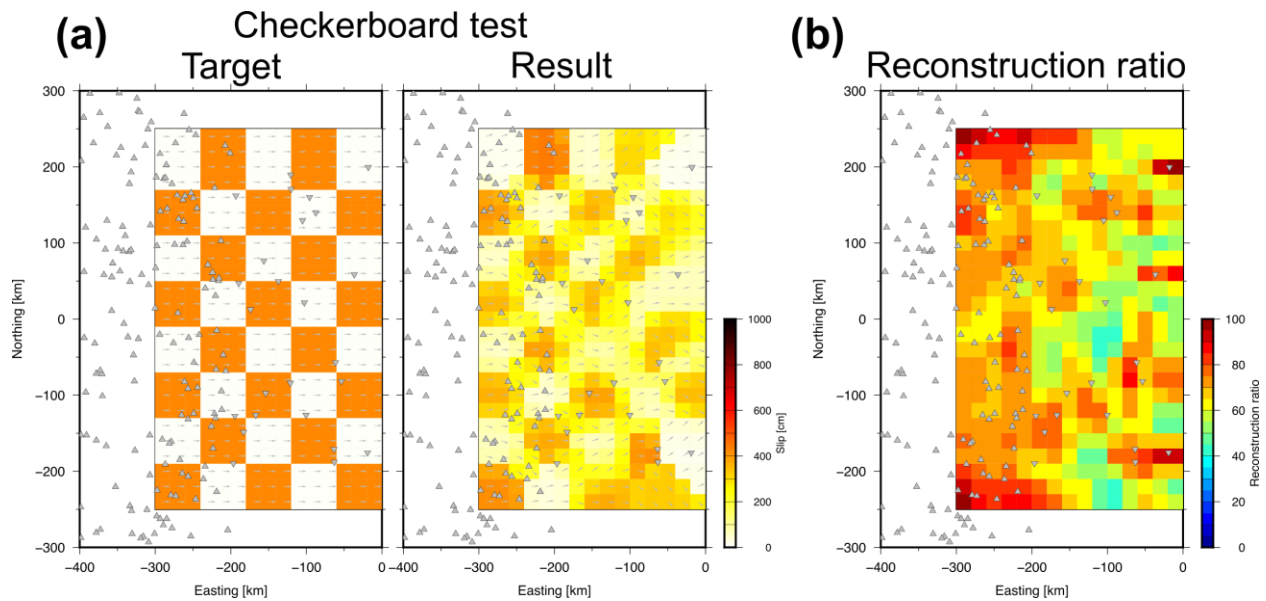 (a) Checkerboard test (b)
Target Result Reconstruction ratio
300
200
100
0
−100
−200
−300
Northing [km]
−400 −300 −200 −100 0
Easting [km]
−400 −300 −200 −100 0
Easting [km]
1000
800
600
400
200
0
Slip [cm]
300
200
100
0
−100
−200
−300
Northing [km]
−400 −300 −200 −100 0
Easting [km]
100
80
60
40
20
0
Reconstruction ratio